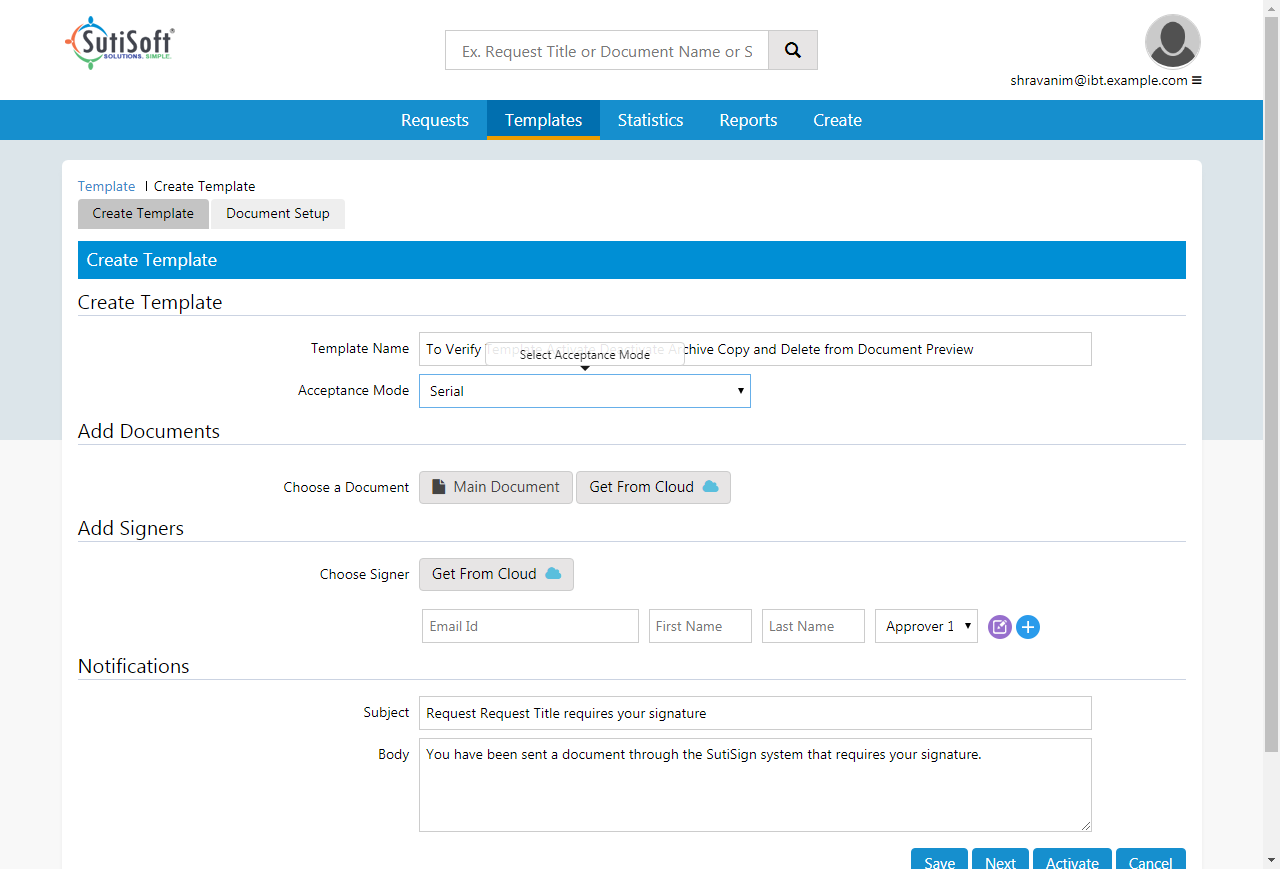 SutiSoft®
SOLUTIONS. SIMPLE.
Ex. Request Title or Document Name or S
shravanim@ibt.example.com
Requests Templates Statistics Reports Create
Template | Create Template
Create Template Document Setup
Create Template
Create Template
Template Name To Verify Template Activate Deactivate Archive Copy and Delete from Document Preview
Select Acceptance Mode
Acceptance Mode Serial
Add Documents
Choose a Document Main Document Get From Cloud
Add Signers
Choose Signer Get From Cloud
Email Id First Name Last Name Approver 1
Notifications
Subject Request Request Title requires your signature
Body You have been sent a document through the SutiSign system that requires your signature.
Save Next Activate Cancel